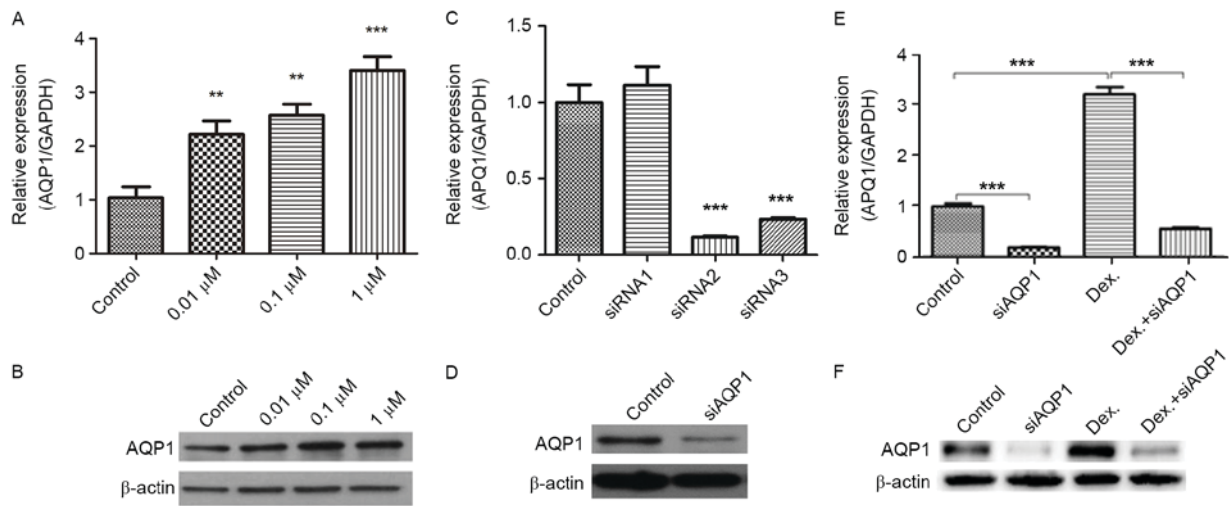 A
Relative expression
(AQP1/GAPDH)
4
3
2
1
0
**
**
***
Control
0.01 µM
0.1 µM
1 µM
C
Relative expression
(APQ1/GAPDH)
1.5
1.0
0.5
0.0
***
***
Control
siRNA1
siRNA2
siRNA3
E
Relative expression
(APQ1/GAPDH)
4
3
2
1
0
***
***
***
Control
siAQP1
Dex.
Dex.+siAQP1
B
Control
0.01 µM
0.1 µM
1 µM
AQP1
β-actin
D
Control
siAQP1
AQP1
β-actin
F
Control
siAQP1
Dex.
Dex.+siAQP1
AQP1
β-actin